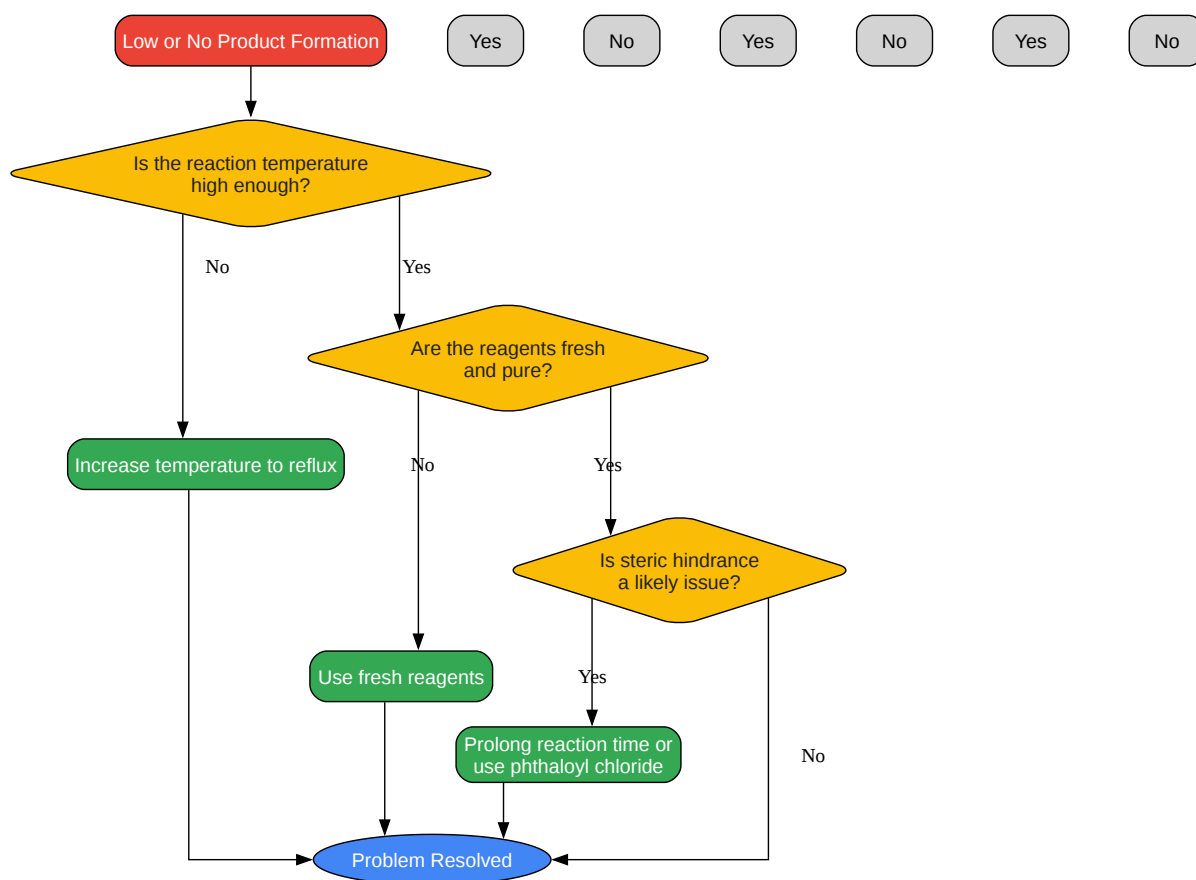 Low or No Product Formation
Yes
No
Yes
No
Yes
No
Is the reaction temperature
high enough?
No
Yes
Are the reagents fresh
and pure?
Increase temperature to reflux
No
Yes
Is steric hindrance
a likely issue?
Use fresh reagents
Yes
Prolong reaction time or
use phthaloyl chloride
No
Problem Resolved